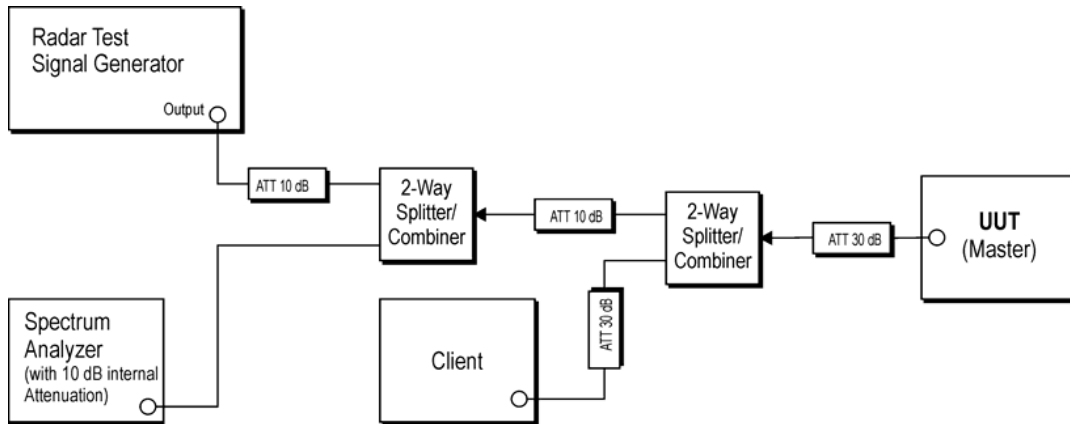 Radar Test
Signal Generator
Output
ATT 10 dB
2-Way
Splitter/
Combiner
ATT 10 dB
2-Way
Splitter/
Combiner
ATT 30 dB
UUT
(Master)
Spectrum
Analyzer
(with 10 dB internal
Attenuation)
Client
ATT 30 dB